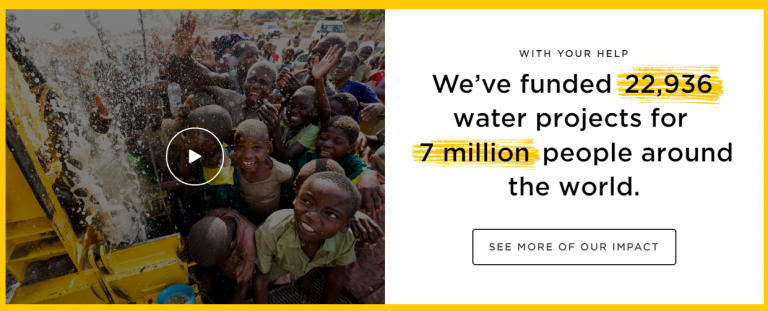 WITH YOUR HELP
We've funded 22,936
water projects for
7 million people around
the world.
SEE MORE OF OUR IMPACT